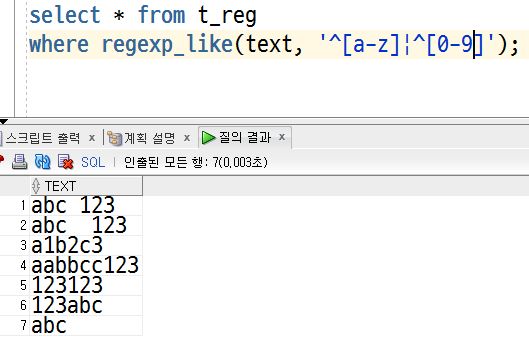 select * from t_reg
where regexp_like(text, '^[a-z]|^[0-9]');
스크립트 출력 x 계획 설명 x 질의 결과 x
SQL | 인출된 모든 행: 7(0,003초)
TEXT
1 abc 123
2 abc  123
3 a1b2c3
4 aabbcc123
5 123123
6 123abc
7 abc